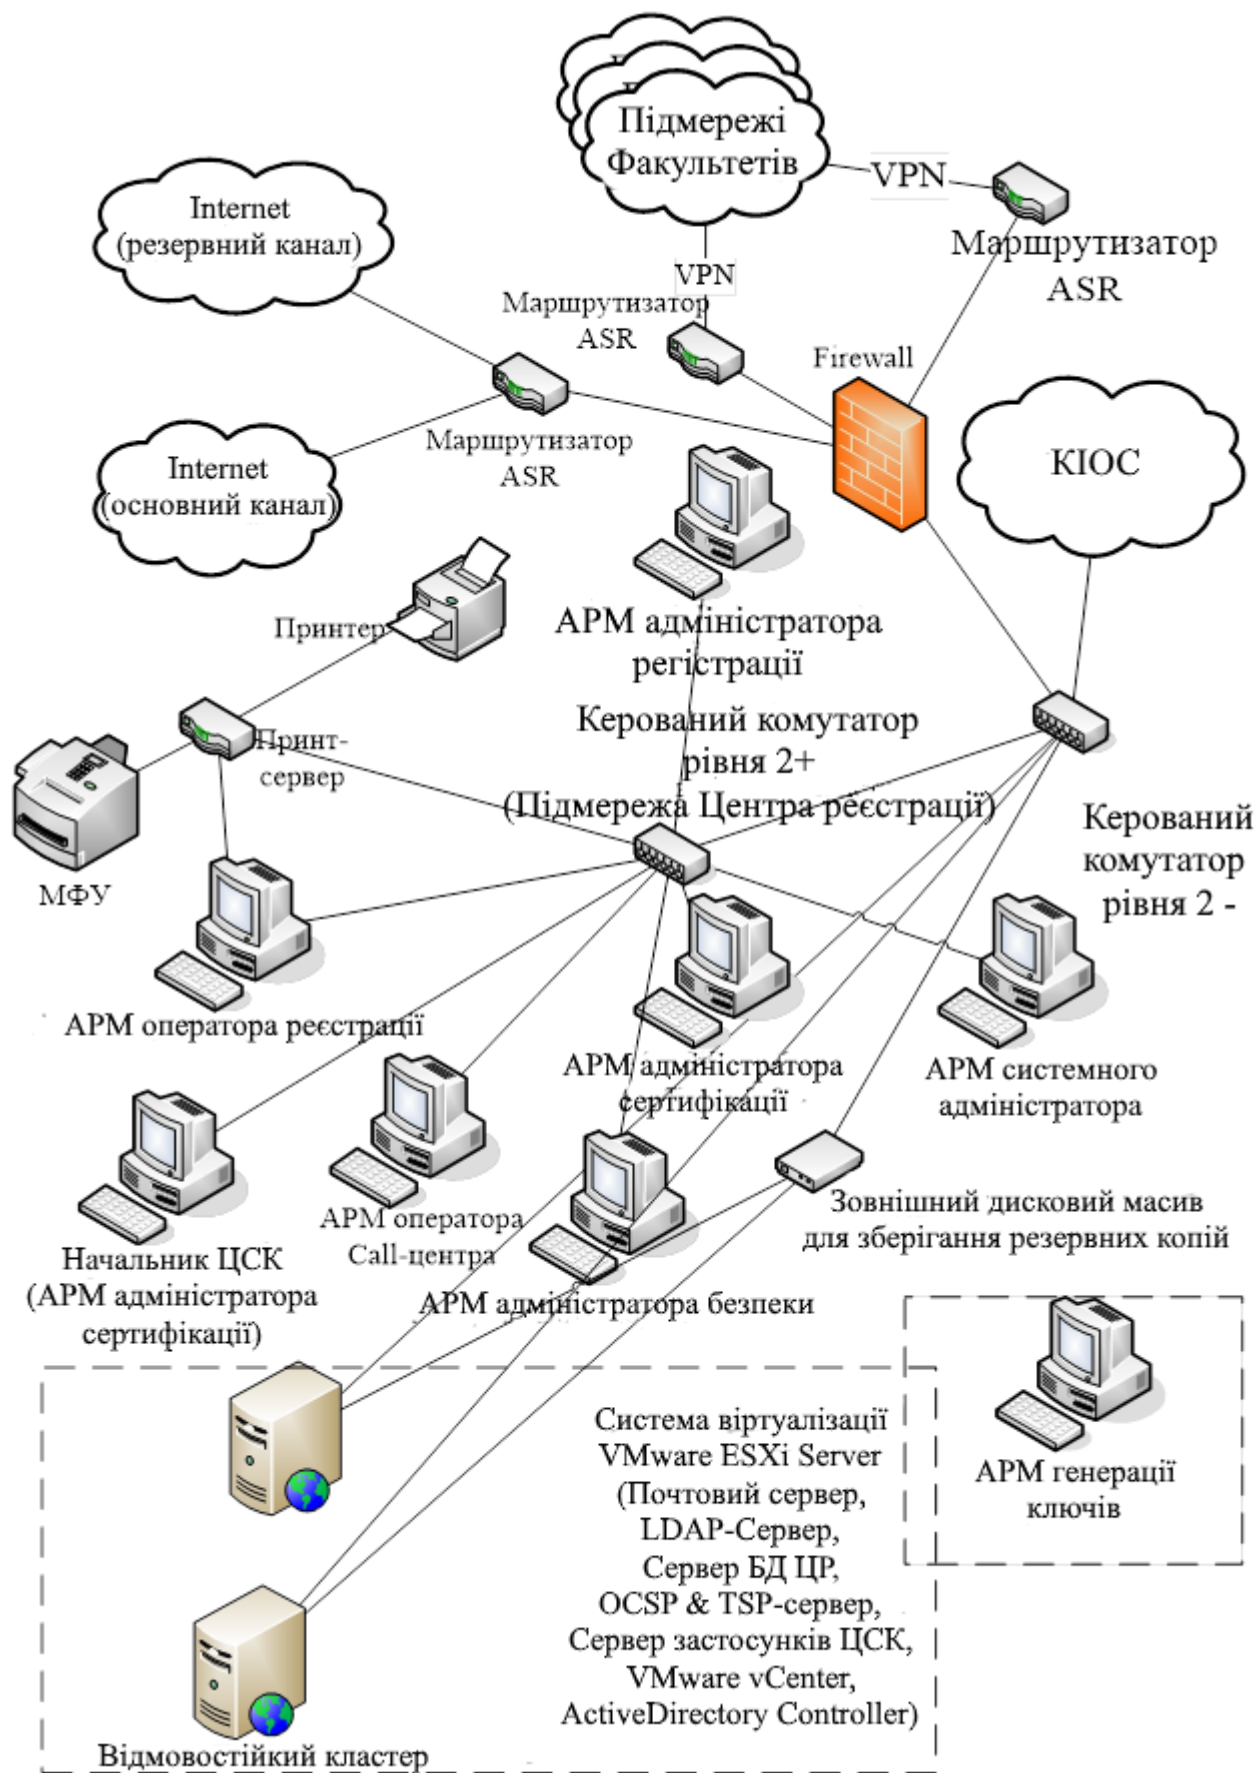 Підмережі
Факультетів
VPN
Маршрутизатор
ASR
Internet
(резервний канал)
VPN
Маршрутизатор
ASR
Firewall
Маршрутизатор
ASR
Internet
(основний канал)
КІОС
Принтер
АРМ адміністратора
регістрації
Керований комутатор
рівня 2+
(Підмережа Центра реєстрації)
Принт-
сервер
МФУ
Керований
комутатор
рівня 2 -
АРМ оператора реєстрації
АРМ адміністратора
сертифікації
АРМ системного
адміністратора
Начальник ЦСК
(АРМ адміністратора
сертифікації)
АРМ оператора
Call-центра
АРМ адміністратора безпеки
Зовнішний дисковий масив
для зберігання резервних копій
АРМ генерації
ключів
Система віртуалізації
VMware ESXi Server
(Почтовий сервер,
LDAP-Сервер,
Сервер БД ЦР,
OCSP & TSP-сервер,
Сервер застосунків ЦСК,
VMware vCenter,
ActiveDirectory Controller)
Відмовостійкий кластер